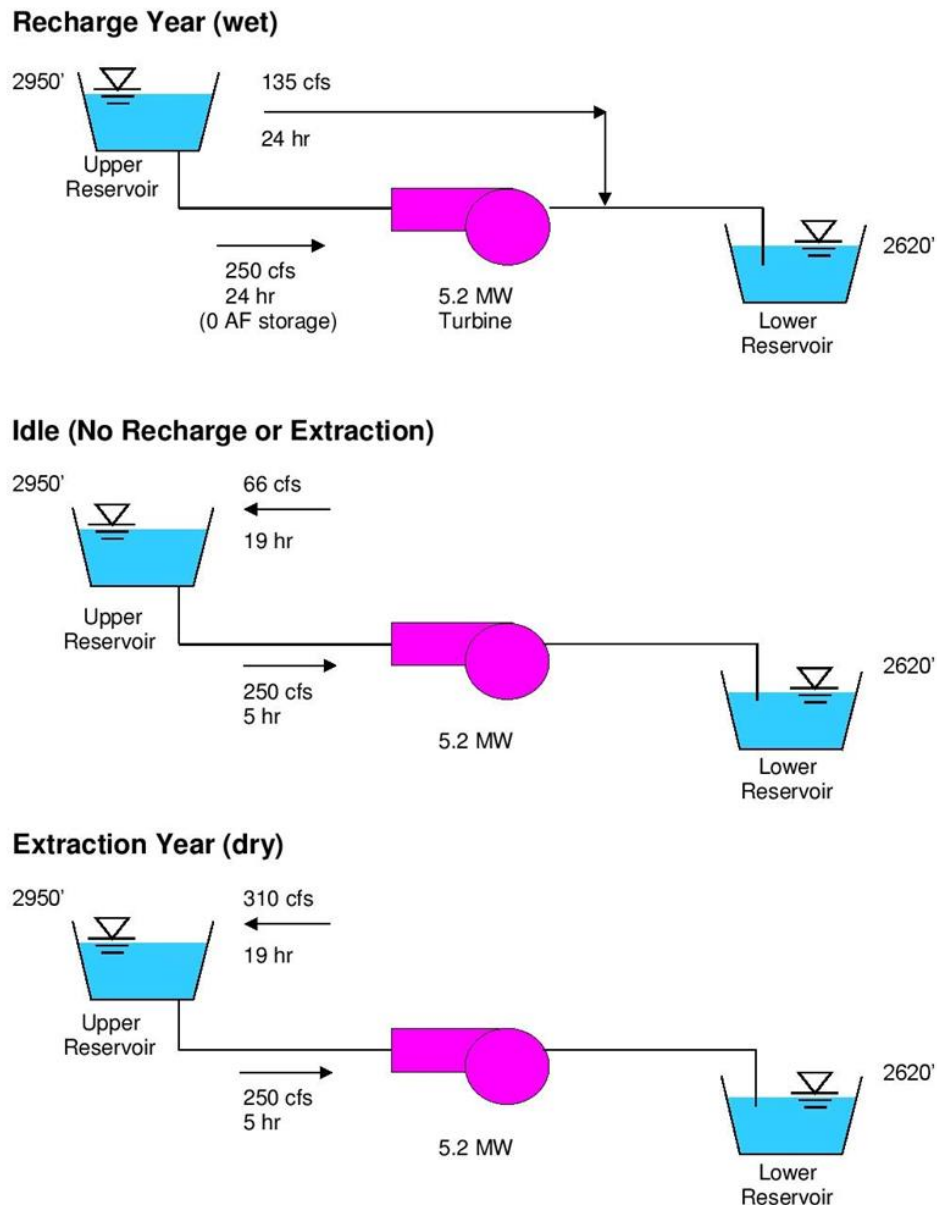 Recharge Year (wet)
2950'
135 cfs
24 hr
Upper
Reservoir
2620'
250 cfs
24 hr
(0 AF storage)
5.2 MW
Turbine
Lower
Reservoir
Idle (No Recharge or Extraction)
2950'
66 cfs
19 hr
Upper
Reservoir
2620'
250 cfs
5 hr
5.2 MW
Lower
Reservoir
Extraction Year (dry)
2950'
310 cfs
19 hr
Upper
Reservoir
2620'
250 cfs
5 hr
5.2 MW
Lower
Reservoir